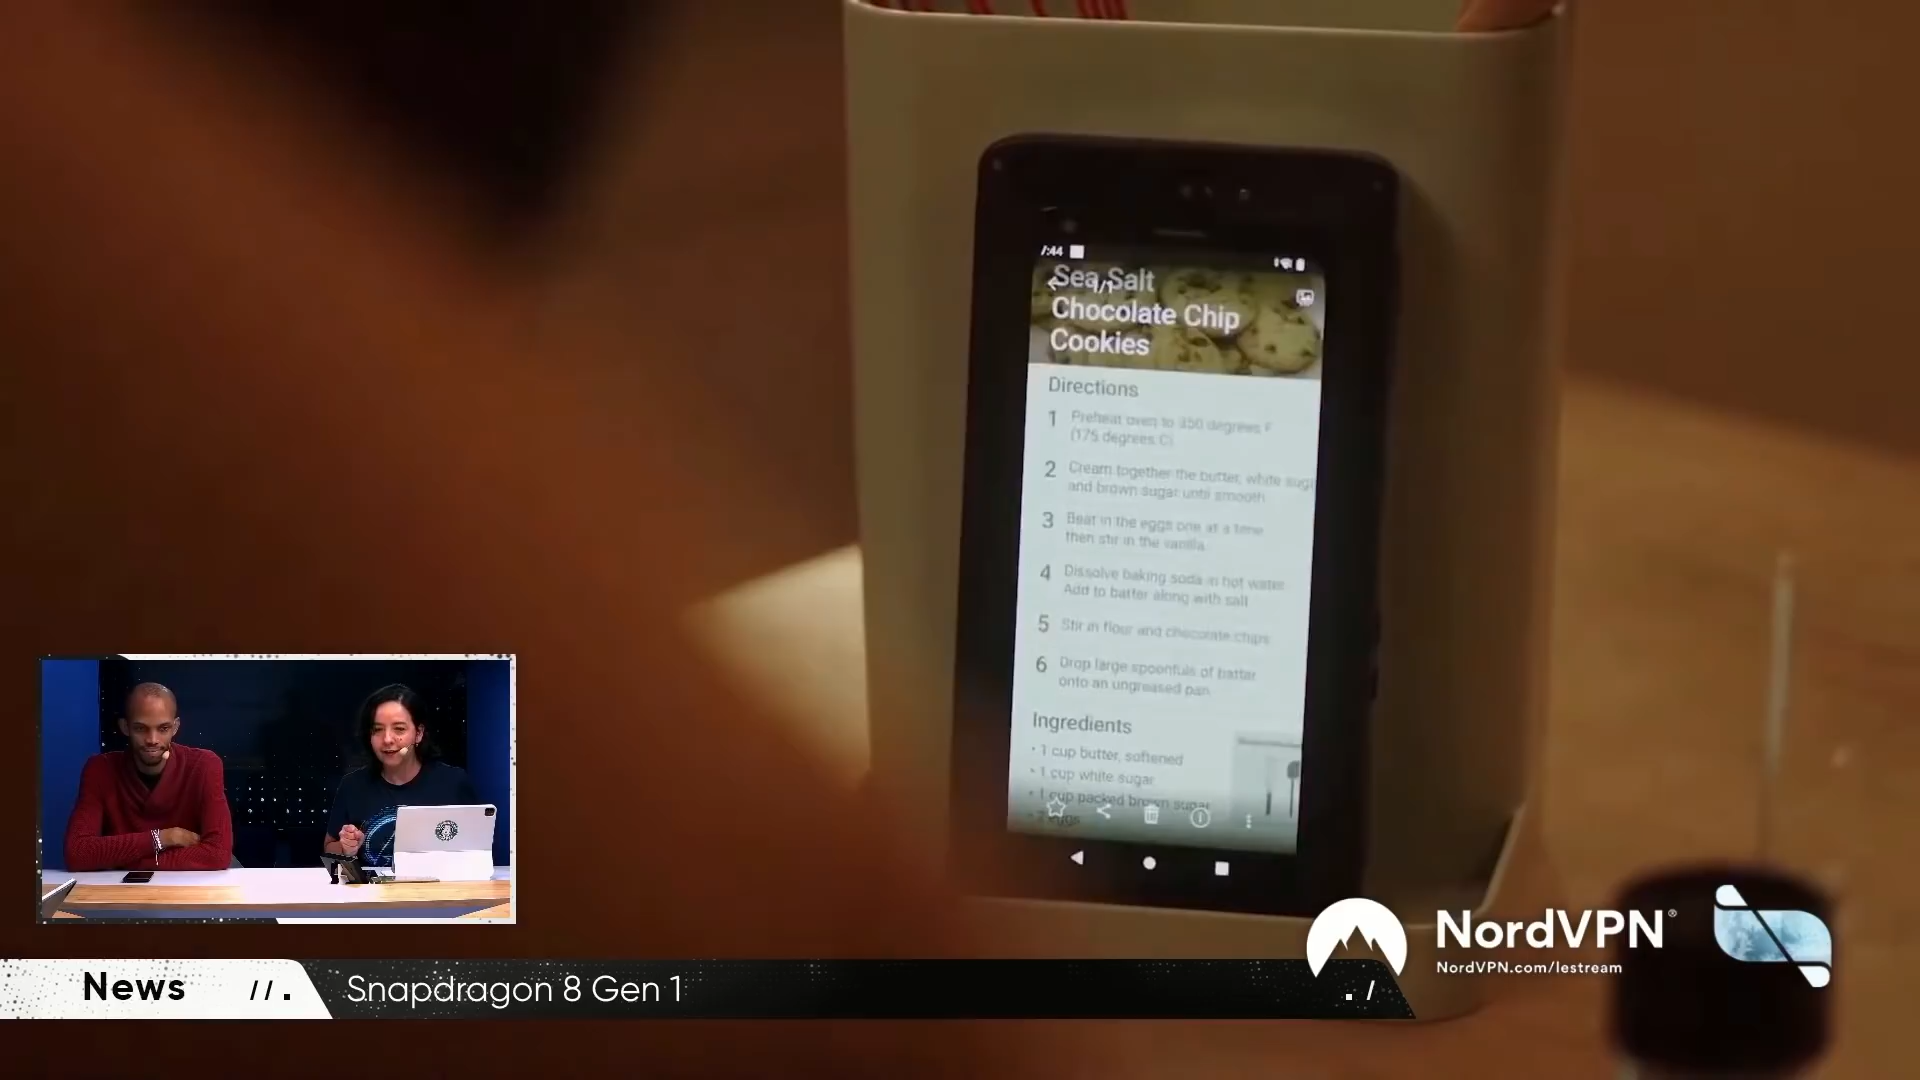 7:44
Sea Salt
1/1
Chocolate Chip
Cookies
Directions
1 Preheat oven to 350 degrees F
(175 degrees C).
2 Cream together the butter, white
and brown sugar until smooth.
3 Beat in the eggs one at a time
then stir in the vanilla.
4 Dissolve baking soda in hot water.
Add to batter along with salt
5 Stir in flour and chocolate chips.
6 Drop large spoonfuls of batter
onto an ungreased pan.
Ingredients
• 1 cup butter, softened
• 1 cup white sugar
• 1 cup packed brown sugar
• 2 eggs
NordVPN®
NordVPN.com/lestream
News //. Snapdragon 8 Gen 1 . /